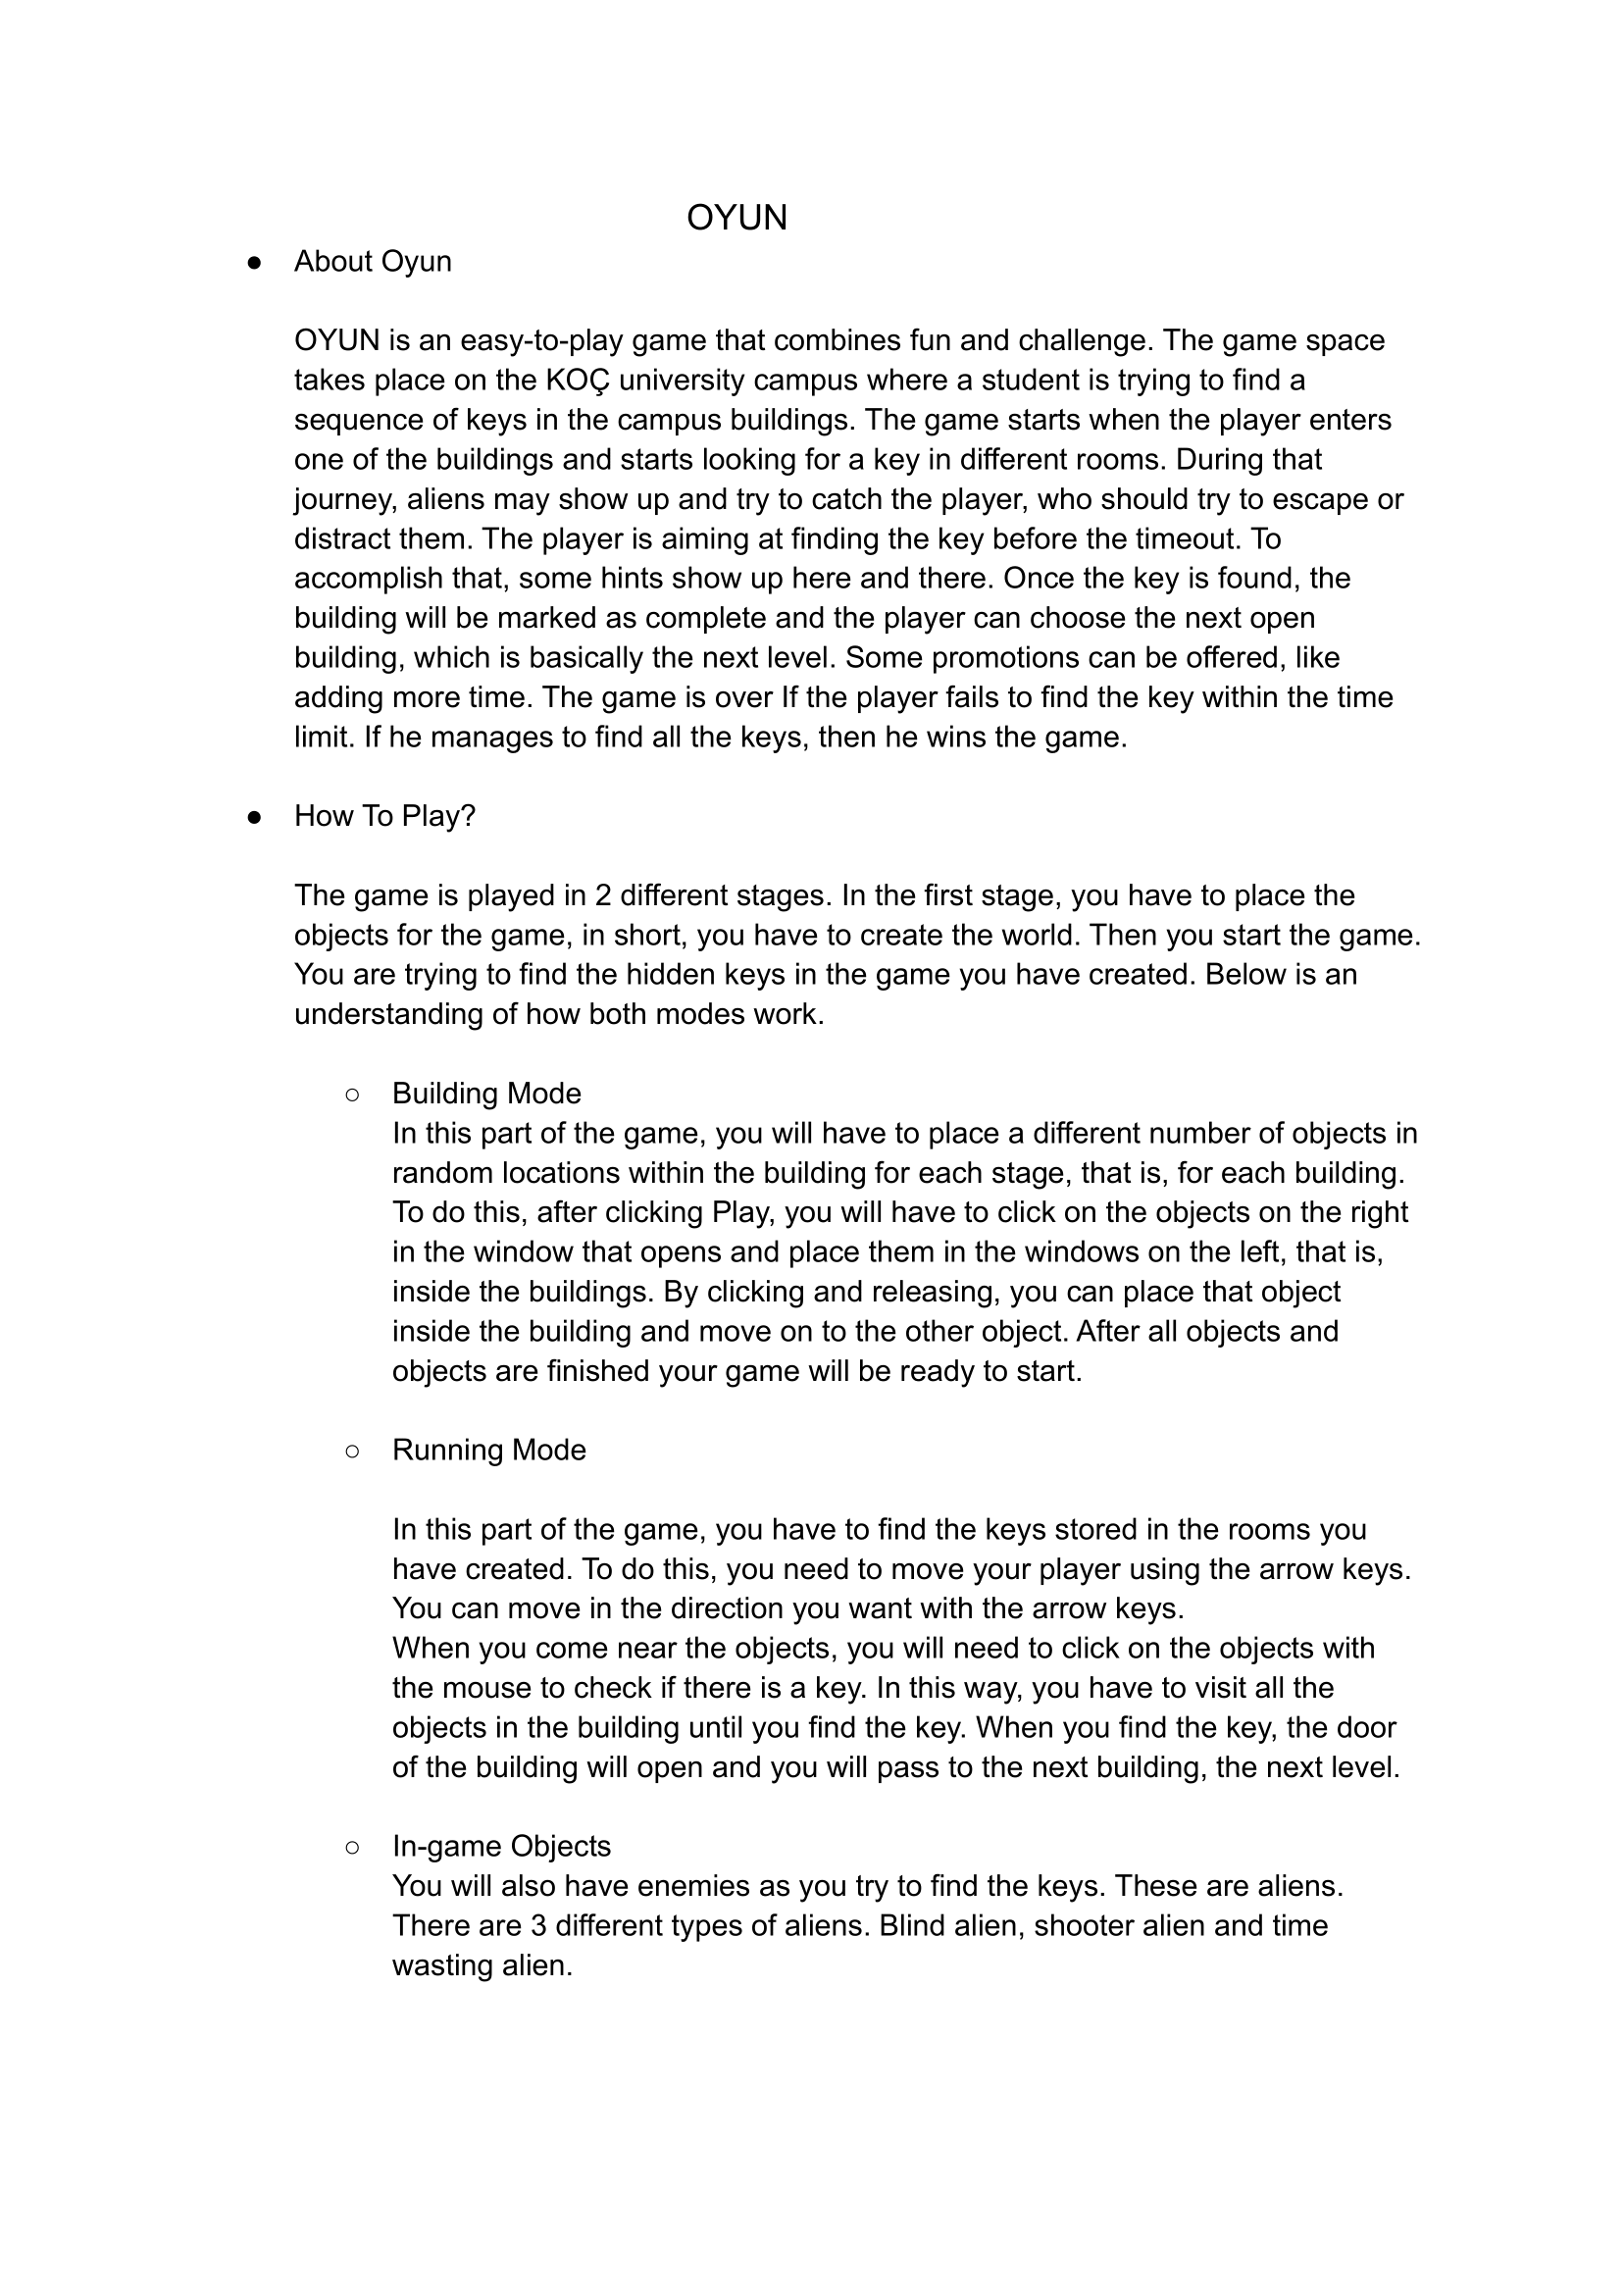 OYUN
● About Oyun
OYUN is an easy-to-play game that combines fun and challenge. The game space
takes place on the KOÇ university campus where a student is trying to find a
sequence of keys in the campus buildings. The game starts when the player enters
one of the buildings and starts looking for a key in different rooms. During that
journey, aliens may show up and try to catch the player, who should try to escape or
distract them. The player is aiming at finding the key before the timeout. To
accomplish that, some hints show up here and there. Once the key is found, the
building will be marked as complete and the player can choose the next open
building, which is basically the next level. Some promotions can be offered, like
adding more time. The game is over If the player fails to find the key within the time
limit. If he manages to find all the keys, then he wins the game.
● How To Play?
The game is played in 2 different stages. In the first stage, you have to place the
objects for the game, in short, you have to create the world. Then you start the game.
You are trying to find the hidden keys in the game you have created. Below is an
understanding of how both modes work.
○ Building Mode
In this part of the game, you will have to place a different number of objects in
random locations within the building for each stage, that is, for each building.
To do this, after clicking Play, you will have to click on the objects on the right
in the window that opens and place them in the windows on the left, that is,
inside the buildings. By clicking and releasing, you can place that object
inside the building and move on to the other object. After all objects and
objects are finished your game will be ready to start.
○ Running Mode
In this part of the game, you have to find the keys stored in the rooms you
have created. To do this, you need to move your player using the arrow keys.
You can move in the direction you want with the arrow keys.
When you come near the objects, you will need to click on the objects with
the mouse to check if there is a key. In this way, you have to visit all the
objects in the building until you find the key. When you find the key, the door
of the building will open and you will pass to the next building, the next level.
○ In-game Objects
You will also have enemies as you try to find the keys. These are aliens.
There are 3 different types of aliens. Blind alien, shooter alien and time
wasting alien.